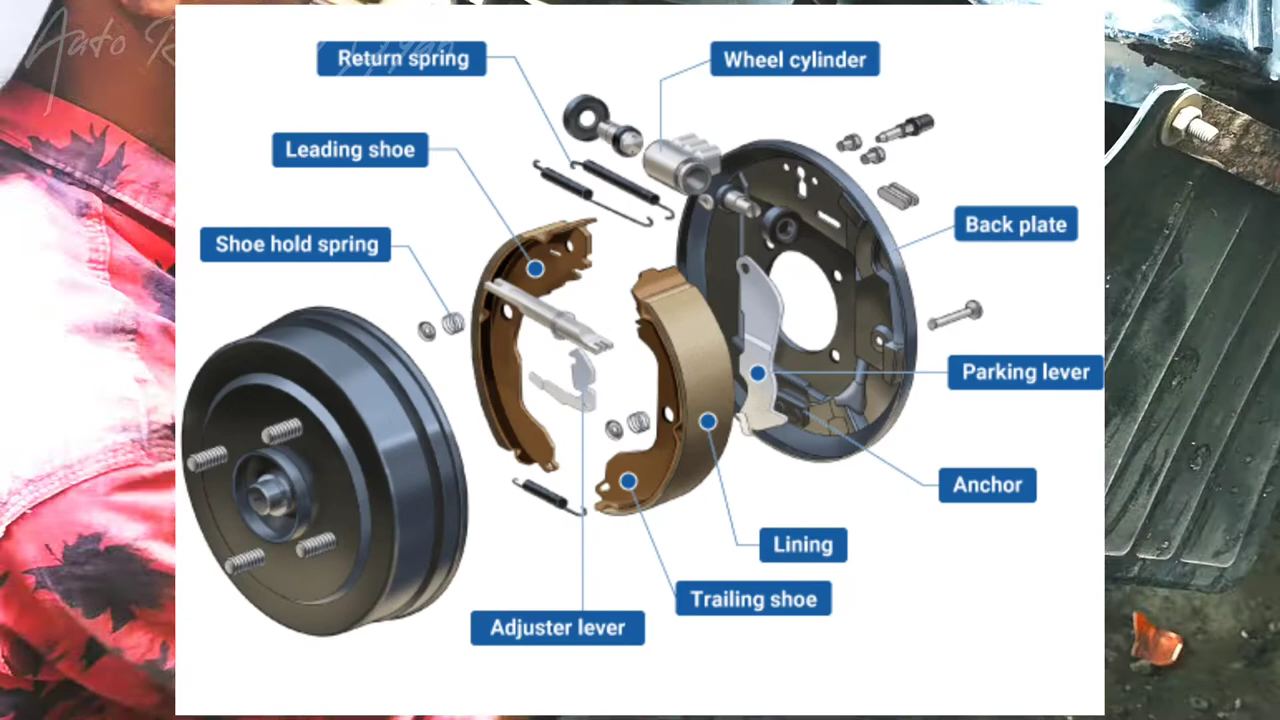 Auto
Return spring
Wheel cylinder
Leading shoe
Shoe hold spring
Back plate
Parking lever
Anchor
Lining
Trailing shoe
Adjuster lever